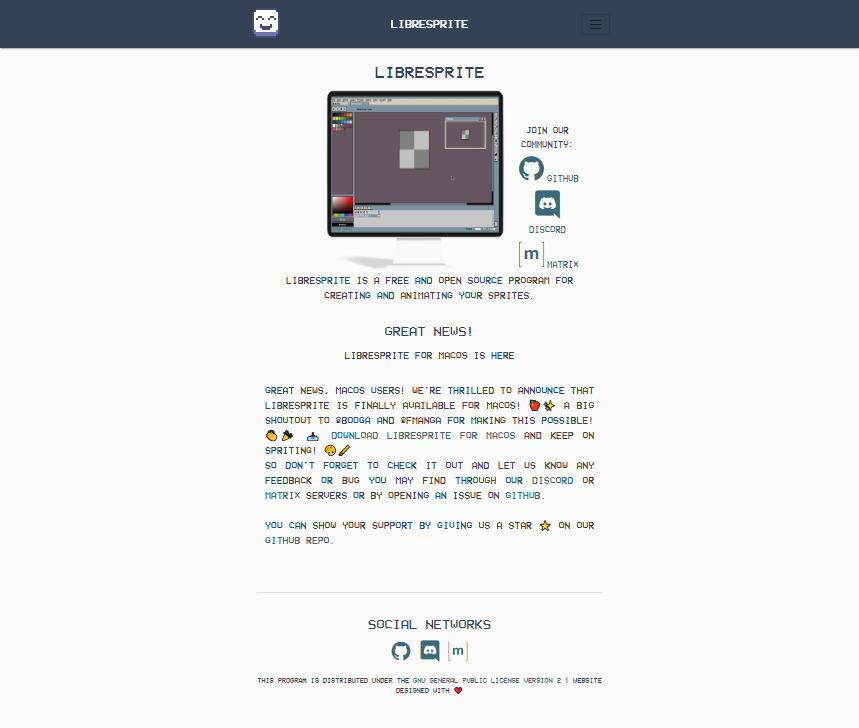 LIBRESPRITE
LIBRESPRITE
JOIN OUR
COMMUNITY:
GITHUB
DISCORD
[m] MATRIX
LIBRESPRITE IS A FREE AND OPEN SOURCE PROGRAM FOR
CREATING AND ANIMATING YOUR SPRITES.
GREAT NEWS!
LIBRESPRITE FOR MACOS IS HERE
GREAT NEWS, MACOS USERS! WE'RE THRILLED TO ANNOUNCE THAT
LIBRESPRITE IS FINALLY AVAILABLE FOR MACOS! 🍎✨ A BIG
SHOUTOUT TO @BOOGA AND @FMANGA FOR MAKING THIS POSSIBLE!
👏🎉 📥 DOWNLOAD LIBRESPRITE FOR MACOS AND KEEP ON
SPRITING! 🎨🖌️
SO DON'T FORGET TO CHECK IT OUT AND LET US KNOW ANY
FEEDBACK OR BUG YOU MAY FIND THROUGH OUR DISCORD OR
MATRIX SERVERS OR BY OPENING AN ISSUE ON GITHUB.
YOU CAN SHOW YOUR SUPPORT BY GIVING US A STAR ⭐ ON OUR
GITHUB REPO.
SOCIAL NETWORKS
[m]
THIS PROGRAM IS DISTRIBUTED UNDER THE GNU GENERAL PUBLIC LICENSE VERSION 2 | WEBSITE
DESIGNED WITH ❤️